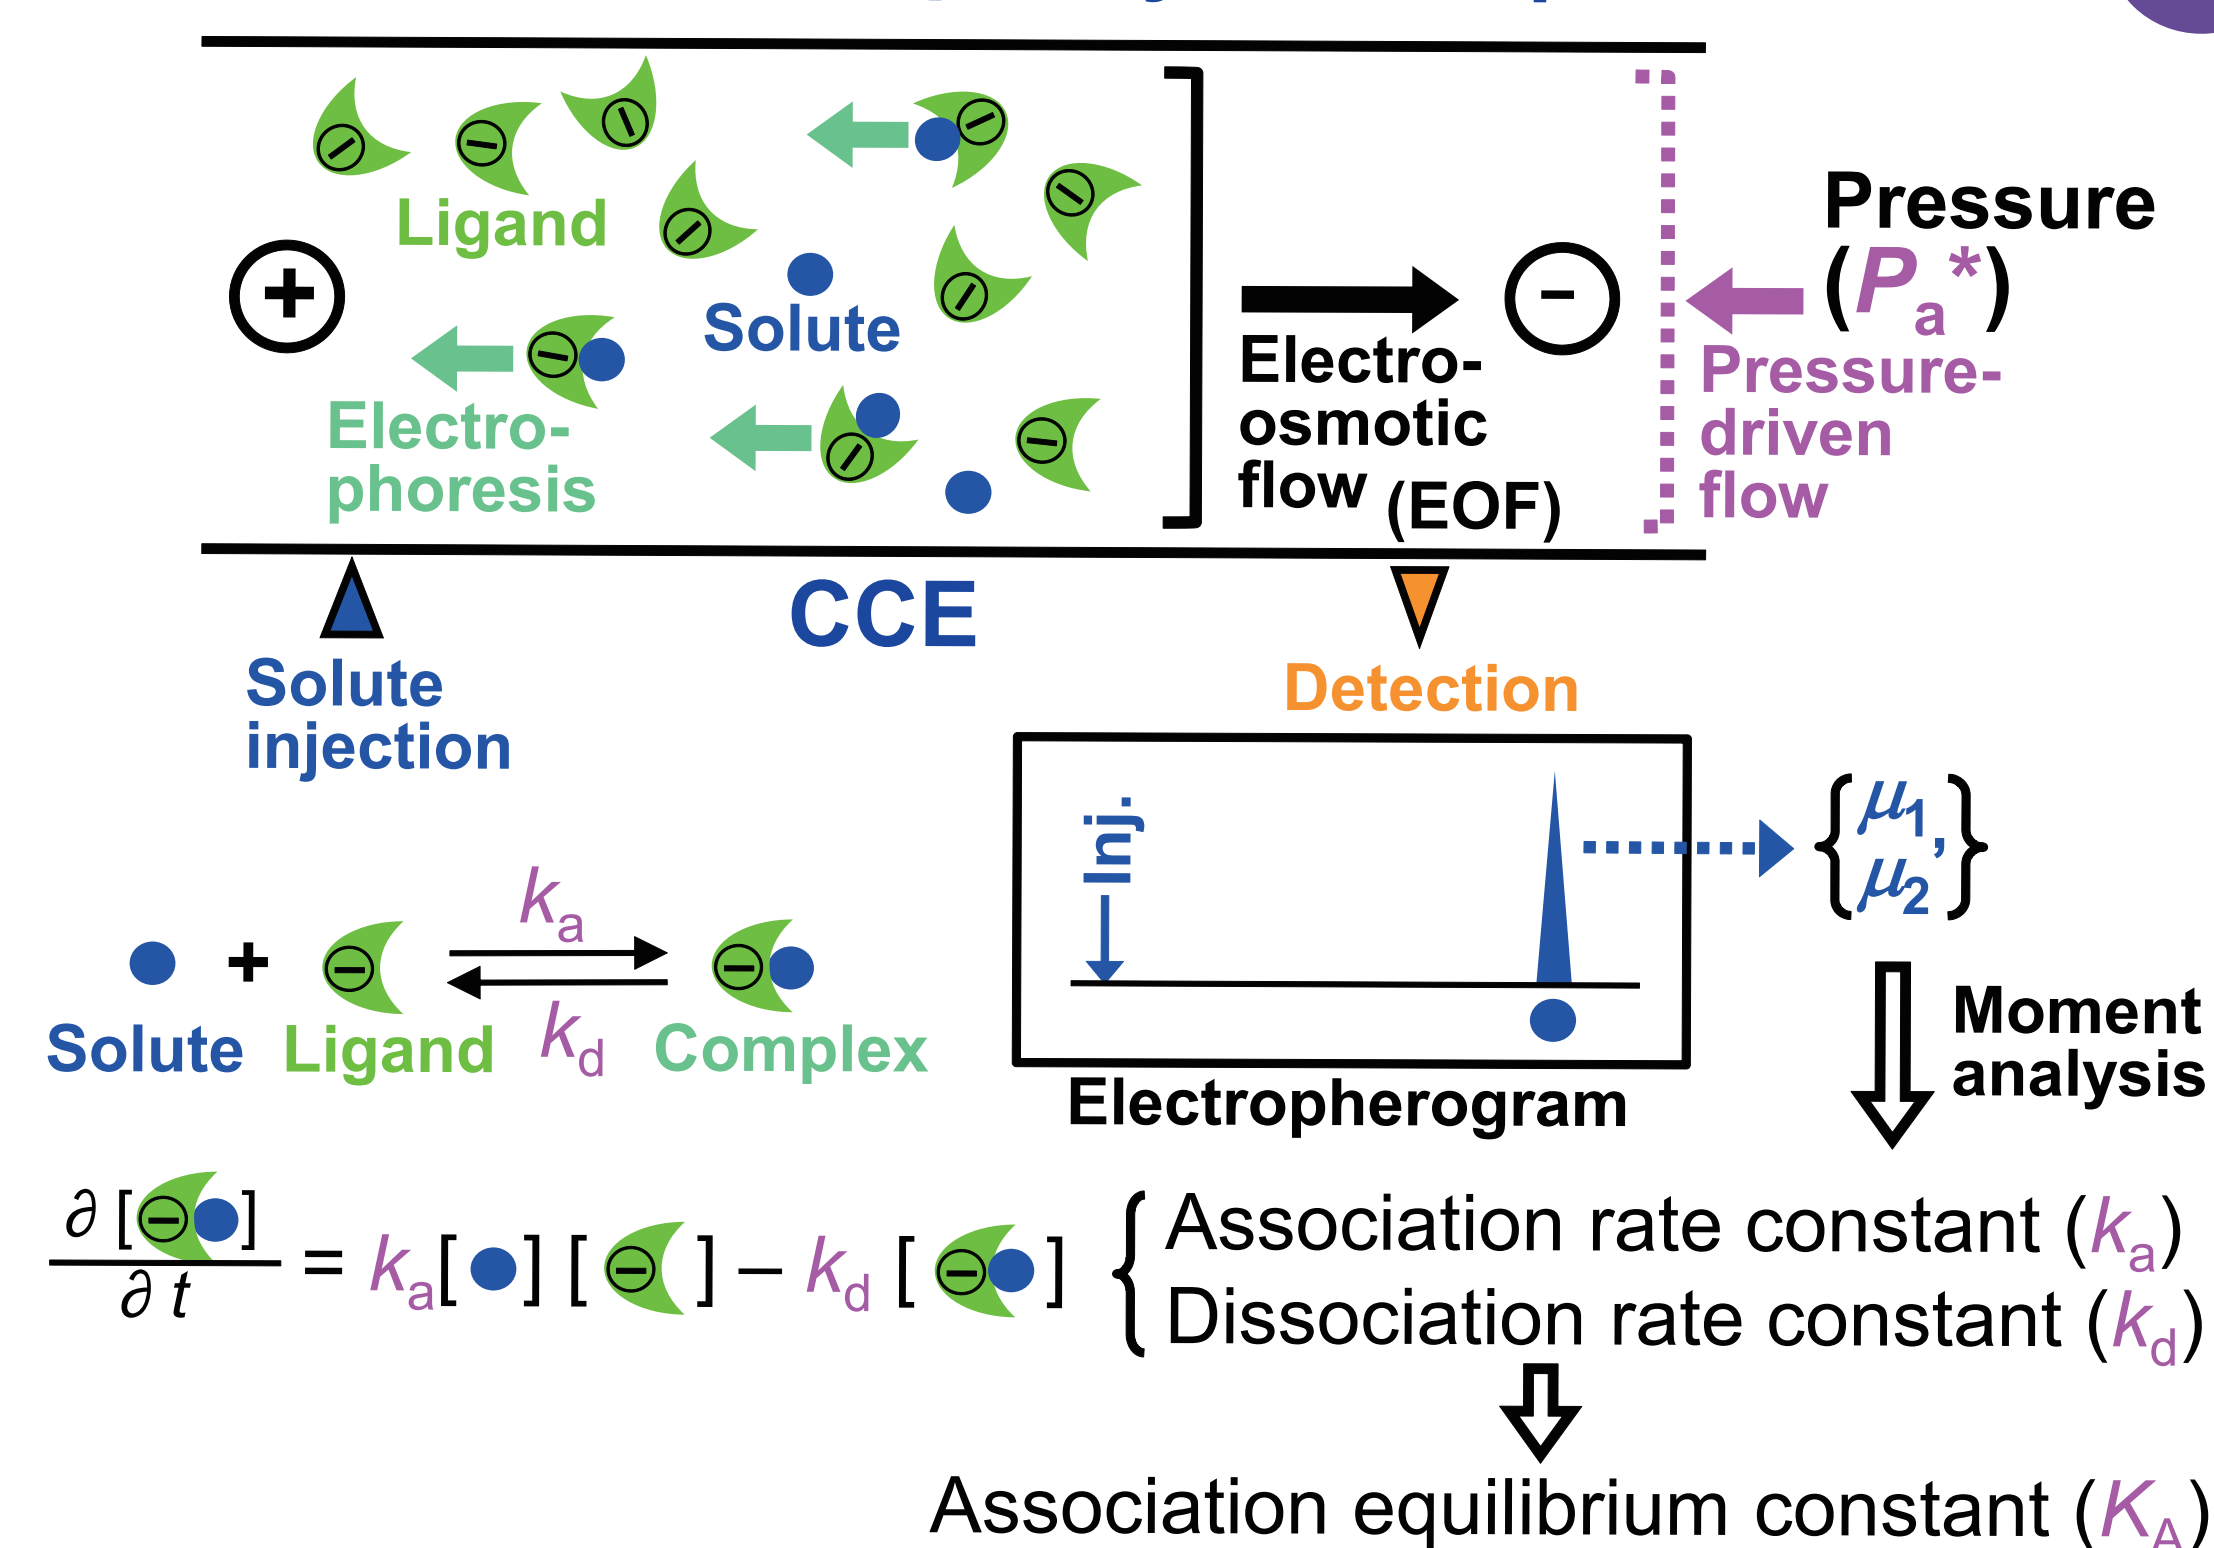 Ligand
+
Solute
Electro-
phoresis
Electro-
osmotic
flow (EOF)
−
Pressure
(Pa*)
Pressure-
driven
flow
CCE
Solute
injection
Detection
Inj.
μ1,
μ2
Electropherogram
Moment
analysis
ka
+
kd
Solute
Ligand
Complex
∂ [ ]
∂ t
= ka[ ] [ ] – kd [ ]
Association rate constant (ka)
Dissociation rate constant (kd)
Association equilibrium constant (KA)